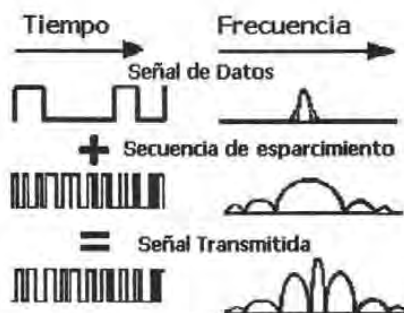 Tiempo Frecuencia
Señal de Datos
+ Secuencia de esparcimiento
= Señal Transmitida